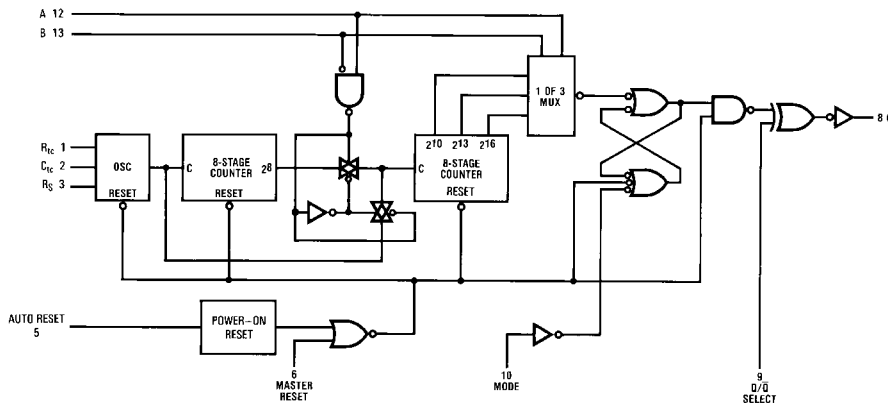 A 12
B 13
1 OF 3
MUX
2¹⁰ 2¹³ 2¹⁶
Rtc 1
Ctc 2
RS 3
OSC
RESET
C
8-STAGE
COUNTER
RESET
28
C
8-STAGE
COUNTER
RESET
8 Q
AUTO RESET
5
POWER-ON
RESET
6
MASTER
RESET
10
MODE
9
Q/Q̅
SELECT